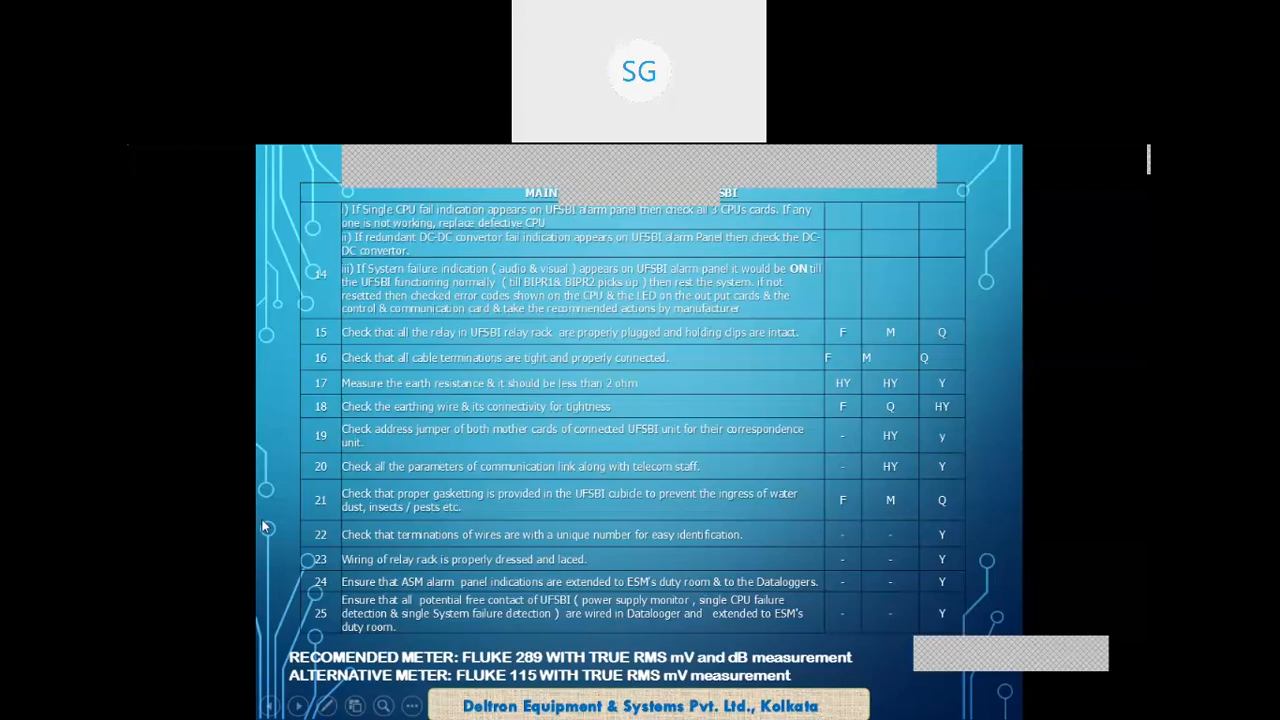 SG
MAIN SBI
i) If Single CPU fail indication appears on UFSBI alarm panel then check all 3 CPUs cards. If any
one is not working, replace defective CPU
ii) If redundant DC-DC convertor fail indication appears on UFSBI alarm Panel then check the DC-
DC convertor.
14 iii) If System failure indication ( audio & visual ) appears on UFSBI alarm panel it would be ON till
the UFSBI functioning normally ( till BIPR1& BIPR2 picks up ) then rest the system. if not
resetted then checked error codes shown on the CPU & the LED on the out put cards & the
control & communication card & take the recommended actions by manufacturer
15 Check that all the relay in UFSBI relay rack are properly plugged and holding clips are intact. F M Q
16 Check that all cable terminations are tight and properly connected. F M Q
17 Measure the earth resistance & it should be less than 2 ohm HY HY Y
18 Check the earthing wire & its connectivity for tightness F Q HY
19 Check address jumper of both mother cards of connected UFSBI unit for their correspondence
unit. - HY y
20 Check all the parameters of communication link along with telecom staff. - HY Y
21 Check that proper gasketting is provided in the UFSBI cubicle to prevent the ingress of water
dust, insects / pests etc. F M Q
22 Check that terminations of wires are with a unique number for easy identification. - - Y
23 Wiring of relay rack is properly dressed and laced. - - Y
24 Ensure that ASM alarm panel indications are extended to ESM's duty room & to the Dataloggers. - - Y
25 Ensure that all potential free contact of UFSBI ( power supply monitor , single CPU failure
detection & single System failure detection ) are wired in Datalooger and extended to ESM's
duty room. - - Y
RECOMENDED METER: FLUKE 289 WITH TRUE RMS mV and dB measurement
ALTERNATIVE METER: FLUKE 115 WITH TRUE RMS mV measurement
Deltron Equipment & Systems Pvt. Ltd., Kolkata